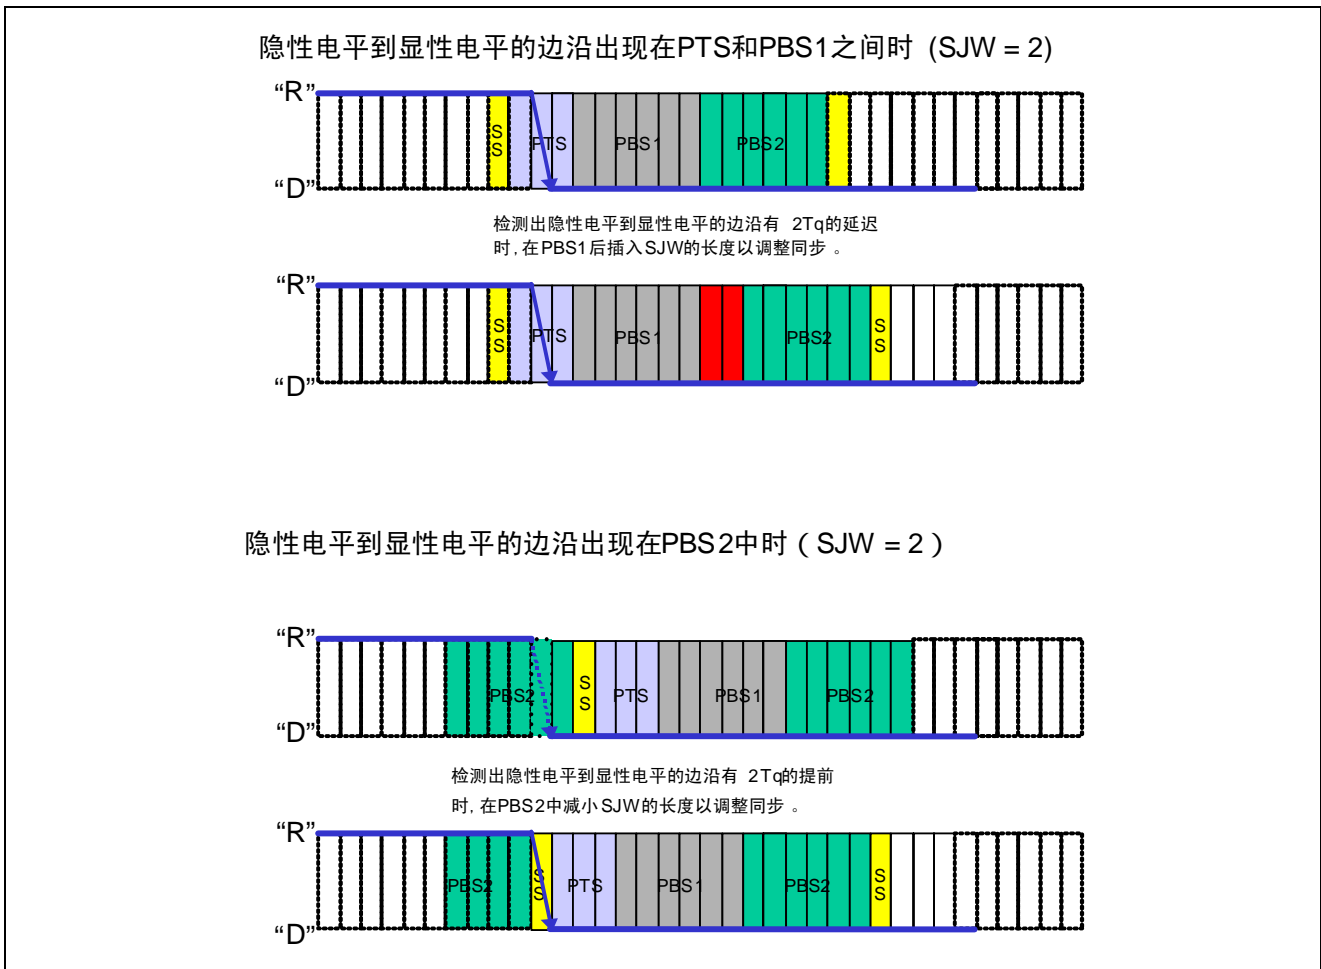 隐性电平到显性电平的边沿出现在PTS和PBS1之间时 (SJW = 2)
“R”
SS PTS PBS1 PBS2
“D”
检测出隐性电平到显性电平的边沿有 2Tq的延迟
时,在PBS1后插入SJW的长度以调整同步。
“R”
SS PTS PBS1 PBS2 SS
“D”
隐性电平到显性电平的边沿出现在PBS2中时（SJW = 2）
“R”
PBS2 SS PTS PBS1 PBS2
“D”
检测出隐性电平到显性电平的边沿有 2Tq的提前
时,在PBS2中减小SJW的长度以调整同步。
“R”
PBS2 SS PTS PBS1 PBS2 SS
“D”